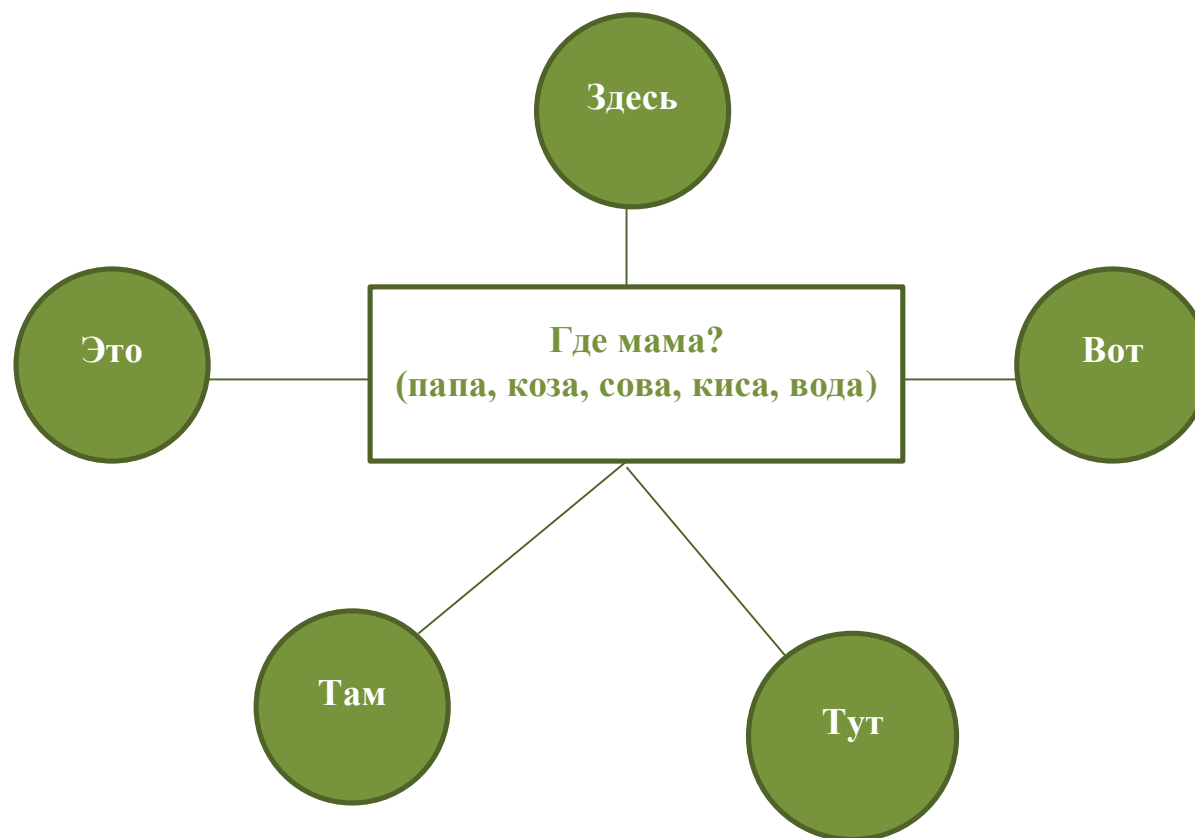 Здесь
Это
Где мама?
(папа, коза, сова, киса, вода)
Вот
Там
Тут